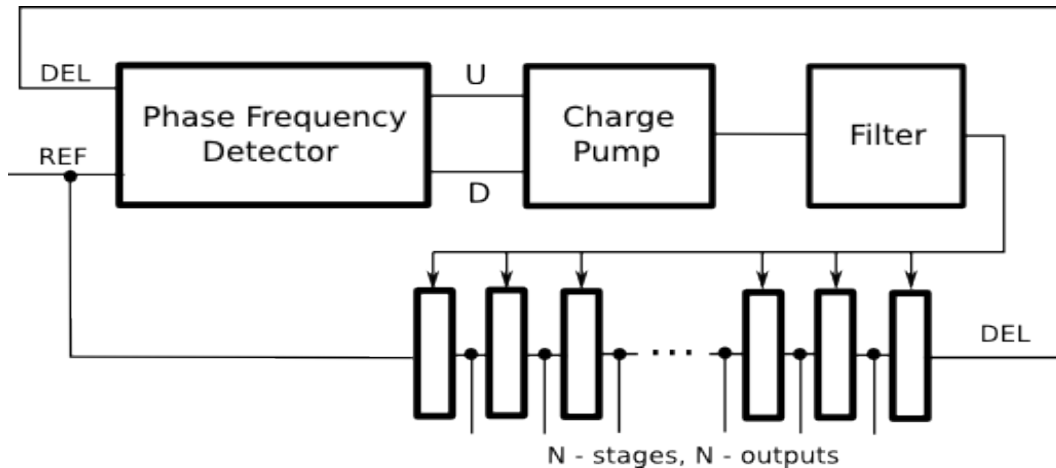 DEL
REF
Phase Frequency
Detector
U
D
Charge
Pump
Filter
DEL
N - stages, N - outputs